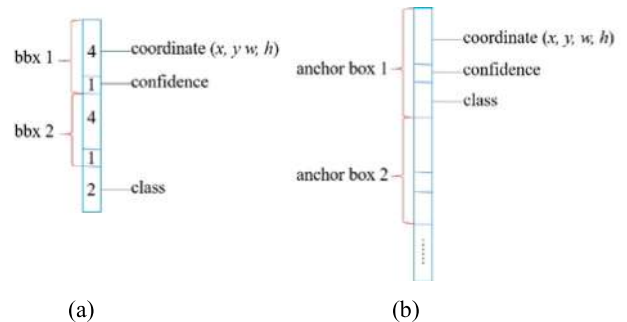 bbx 1
4
coordinate (x, y w, h)
1
confidence
bbx 2
4
1
2
class
(a)
coordinate (x, y, w, h)
anchor box 1
confidence
class
anchor box 2
......
(b)